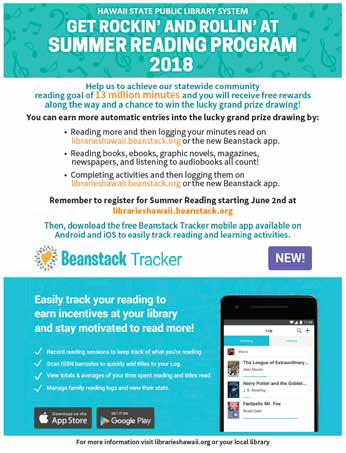 HAWAII STATE PUBLIC LIBRARY SYSTEM
GET ROCKIN' AND ROLLIN' AT
SUMMER READING PROGRAM
2018
Help us to achieve our statewide community
reading goal of 13 million minutes and you will receive free rewards
along the way and a chance to win the lucky grand prize drawing!
You can earn more automatic entries into the lucky grand prize drawing by:
• Reading more and then logging your minutes read on
librarieshawaii.beanstack.org or the new Beanstack app.
• Reading books, ebooks, graphic novels, magazines,
newspapers, and listening to audiobooks all count!
• Completing activities and then logging them on
librarieshawaii.beanstack.org or the new Beanstack app.
Remember to register for Summer Reading starting June 2nd at
librarieshawaii.beanstack.org
Then, download the free Beanstack Tracker mobile app available on
Android and iOS to easily track reading and learning activities.
Beanstack Tracker
NEW!
Easily track your reading to
earn incentives at your library
and stay motivated to read more!
✓ Record reading sessions to keep track of what you're reading.
✓ Scan ISBN barcodes to quickly add titles to your Log.
✓ View totals & averages of your time spent reading and titles read.
✓ Manage family reading logs and view their stats.
Download on the
App Store
GET IT ON
Google Play
Log
The League of Extraordinary...
Alan Moore
Harry Potter and the Goblet...
J. K. Rowling
Fantastic Mr. Fox
Roald Dahl
For more information visit librarieshawaii.org or your local library